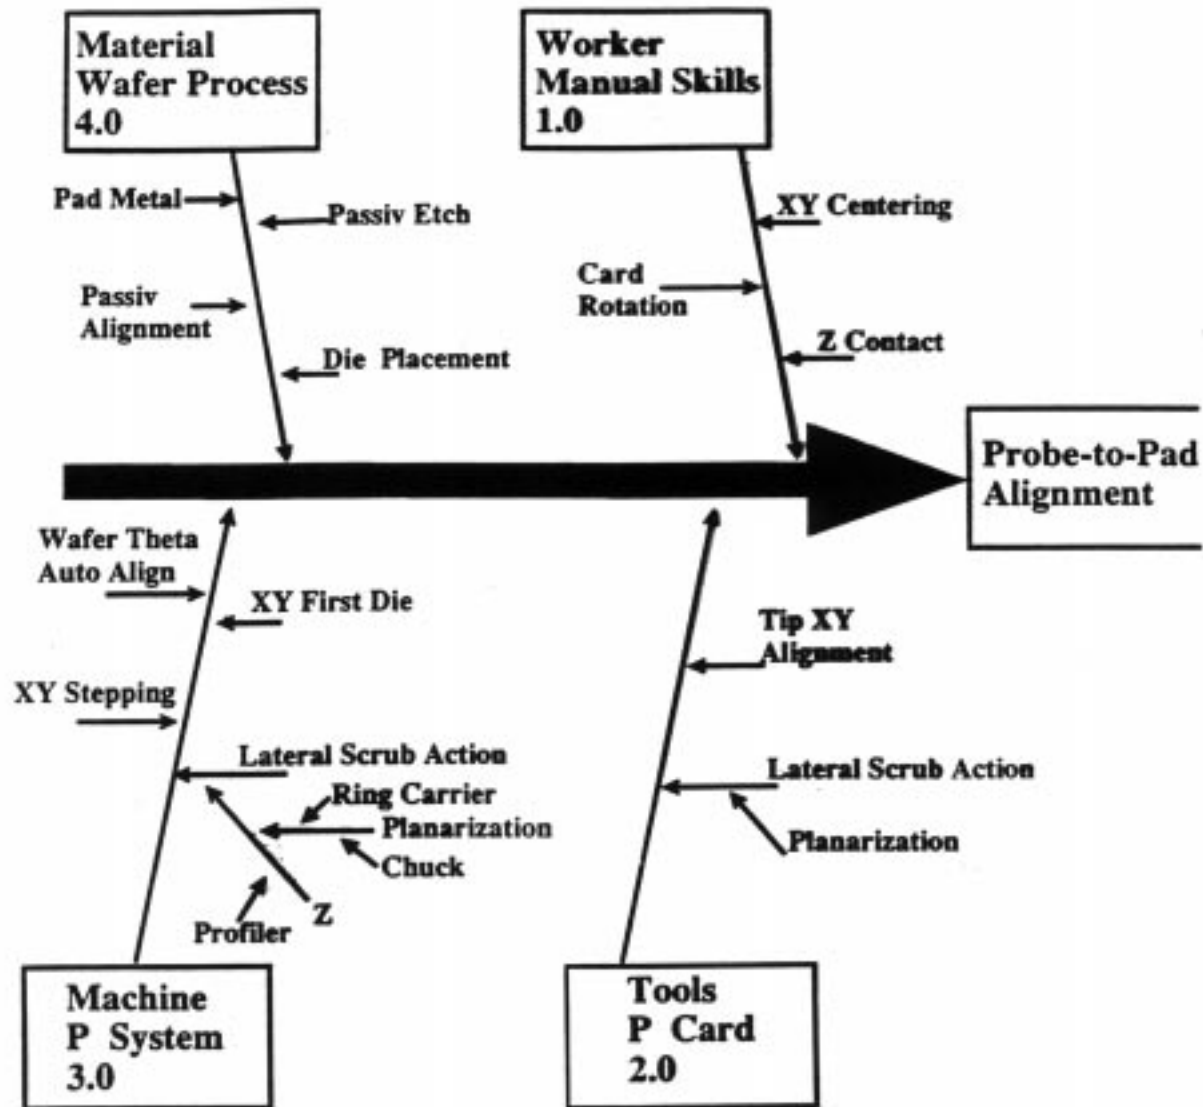 Material
Wafer Process
4.0
Worker
Manual Skills
1.0
Pad Metal
Passiv Etch
Passiv
Alignment
Die Placement
XY Centering
Card
Rotation
Z Contact
Probe-to-Pad
Alignment
Wafer Theta
Auto Align
XY First Die
XY Stepping
Lateral Scrub Action
Ring Carrier
Planarization
Chuck
Z
Profiler
Tip XY
Alignment
Lateral Scrub Action
Planarization
Machine
P System
3.0
Tools
P Card
2.0